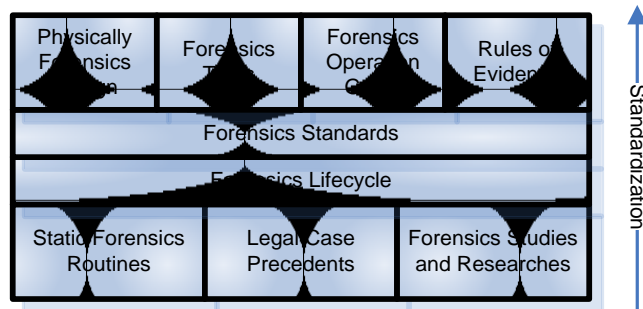 Physically
Forensics
Forensics
Forensics
Operation
Rules of
Forensics Standards
Forensics Lifecycle
Static Forensics
Routines
Legal Case
Precedents
Forensics Studies
and Researches
Standardization